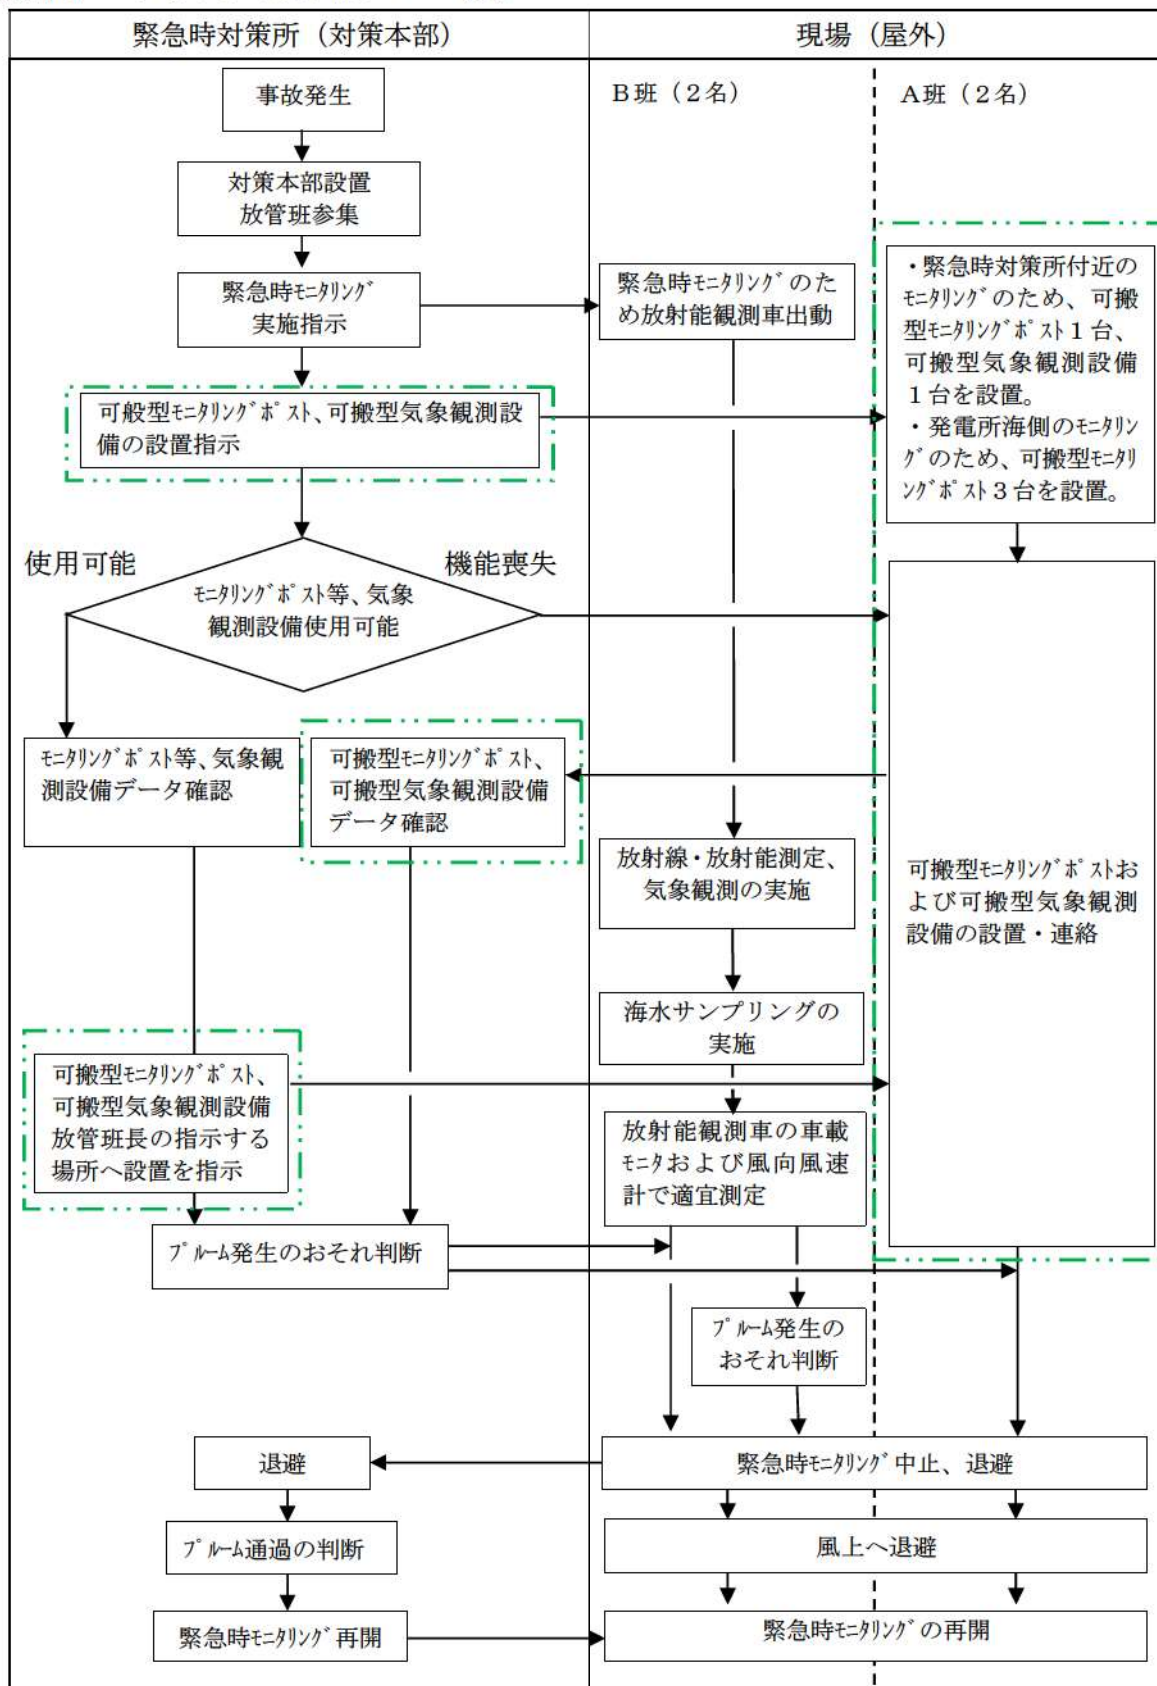 緊急時対策所（対策本部）
現場（屋外）
事故発生
B班（２名）
A班（２名）
対策本部設置
放管班参集
緊急時ﾓﾆﾀﾘﾝｸﾞ
実施指示
緊急時ﾓﾆﾀﾘﾝｸﾞのた
め放射能観測車出動
・緊急時対策所付近の
ﾓﾆﾀﾘﾝｸﾞのため、可搬
型ﾓﾆﾀﾘﾝｸﾞﾎﾟｽﾄ１台、
可搬型気象観測設備
１台を設置。
・発電所海側のﾓﾆﾀﾘﾝ
ｸﾞのため、可搬型ﾓﾆﾀﾘ
ﾝｸﾞﾎﾟｽﾄ３台を設置。
可般型ﾓﾆﾀﾘﾝｸﾞﾎﾟｽﾄ、可搬型気象観測設
備の設置指示
使用可能
機能喪失
ﾓﾆﾀﾘﾝｸﾞﾎﾟｽﾄ等、気象
観測設備使用可能
ﾓﾆﾀﾘﾝｸﾞﾎﾟｽﾄ等、気象観
測設備データ確認
可搬型ﾓﾆﾀﾘﾝｸﾞﾎﾟｽﾄ、
可搬型気象観測設備
データ確認
放射線・放射能測定、
気象観測の実施
可搬型ﾓﾆﾀﾘﾝｸﾞﾎﾟｽﾄお
よび可搬型気象観測
設備の設置・連絡
海水サンプリングの
実施
可搬型ﾓﾆﾀﾘﾝｸﾞﾎﾟｽﾄ、
可搬型気象観測設備
放管班長の指示する
場所へ設置を指示
放射能観測車の車載
ﾓﾆﾀおよび風向風速
計で適宜測定
ﾌﾟﾙｰﾑ発生のおそれ判断
ﾌﾟﾙｰﾑ発生の
おそれ判断
退避
緊急時ﾓﾆﾀﾘﾝｸﾞ中止、退避
ﾌﾟﾙｰﾑ通過の判断
風上へ退避
緊急時ﾓﾆﾀﾘﾝｸﾞ再開
緊急時ﾓﾆﾀﾘﾝｸﾞの再開